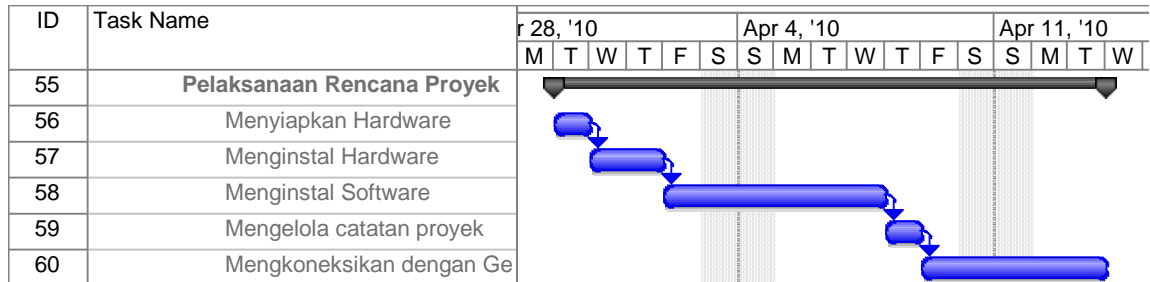 ID Task Name r 28, '10 Apr 4, '10 Apr 11, '10
M T W T F S S M T W T F S S M T W
55 Pelaksanaan Rencana Proyek
56 Menyiapkan Hardware
57 Menginstal Hardware
58 Menginstal Software
59 Mengelola catatan proyek
60 Mengkoneksikan dengan Ge